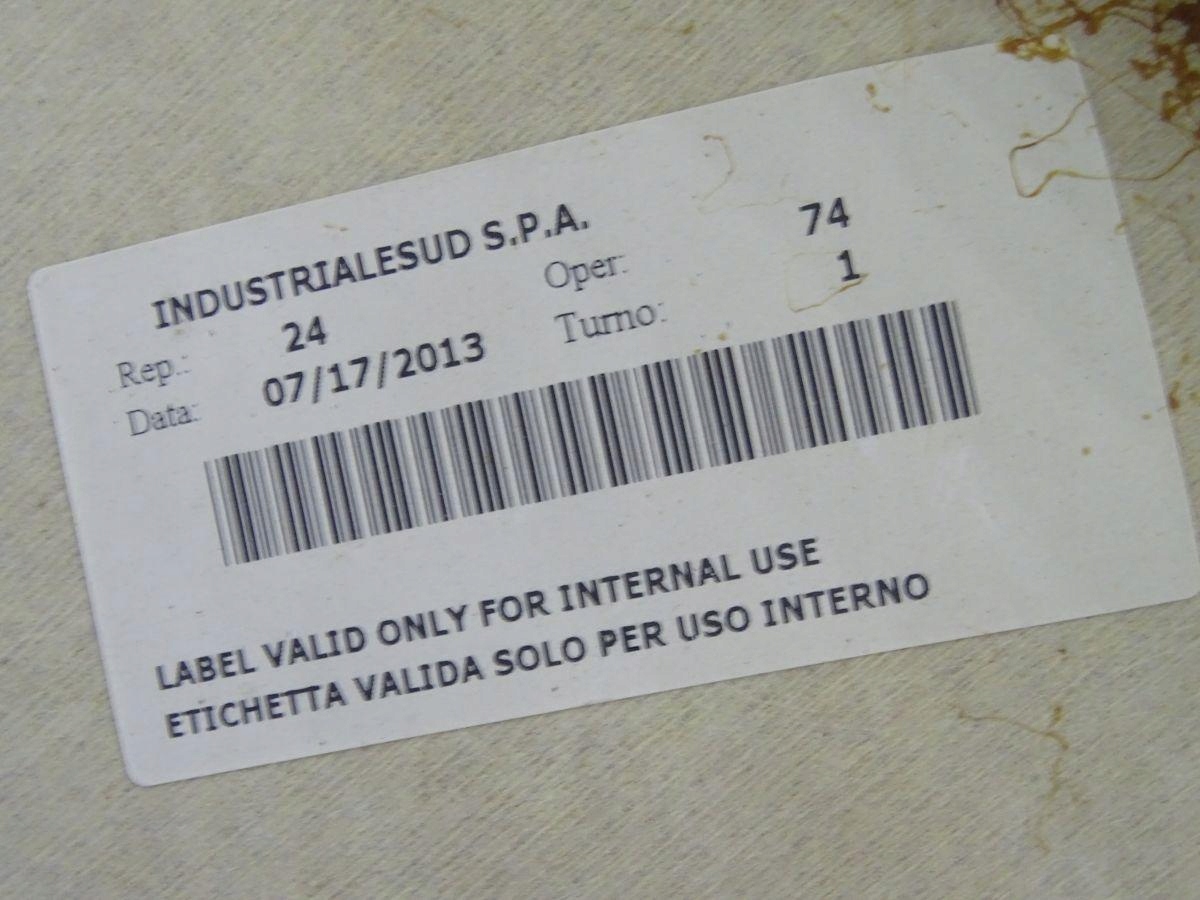 INDUSTRIALESUD S.P.A.
Rep.: 24 Oper: 74
Data: 07/17/2013 Turno: 1
LABEL VALID ONLY FOR INTERNAL USE
ETICHETTA VALIDA SOLO PER USO INTERNO